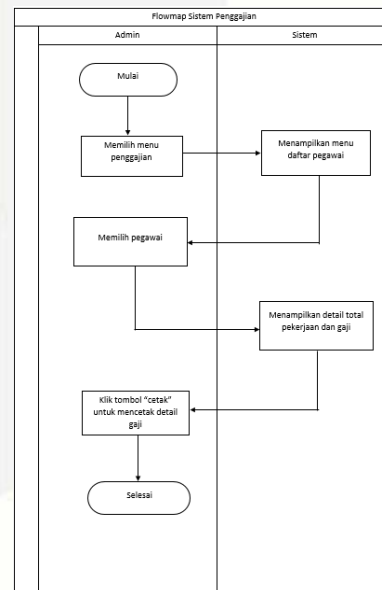 Flowmap Sistem Penggajian
Admin
Sistem
Mulai
Memilih menu
penggajian
Menampilkan menu
daftar pegawai
Memilih pegawai
Menampilkan detail total
pekerjaan dan gaji
Klik tombol "cetak"
untuk mencetak detail
gaji
Selesai